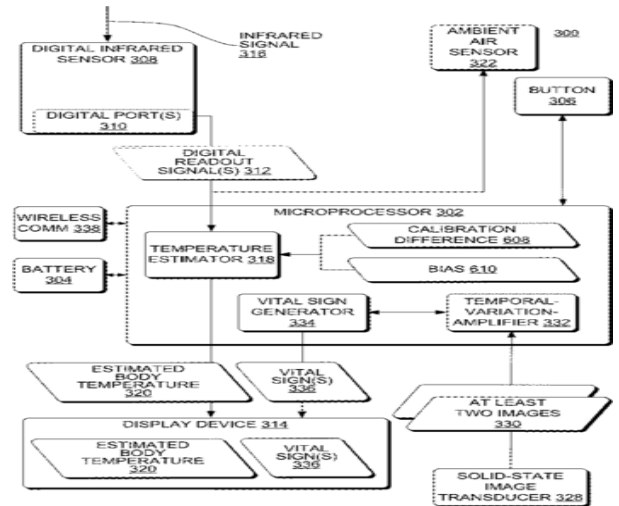 INFRARED
SIGNAL
316
DIGITAL INFRARED
SENSOR 308
DIGITAL PORT(S)
310
AMBIENT
AIR
SENSOR
322
300
BUTTON
306
DIGITAL
READOUT
SIGNAL(S) 312
MICROPROCESSOR 302
WIRELESS
COMM 338
BATTERY
304
TEMPERATURE
ESTIMATOR 318
CALIBRATION
DIFFERENCE 608
BIAS 610
VITAL SIGN
GENERATOR
334
TEMPORAL-
VARIATION-
AMPLIFIER 332
ESTIMATED
BODY
TEMPERATURE
320
VITAL
SIGN(S)
336
AT LEAST
TWO IMAGES
330
DISPLAY DEVICE 314
ESTIMATED
BODY
TEMPERATURE
320
VITAL
SIGN(S)
336
SOLID-STATE
IMAGE
TRANSDUCER 328